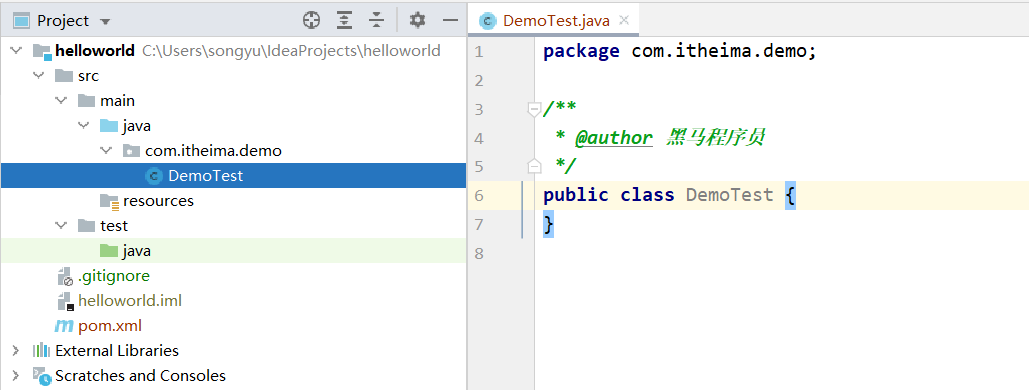 Project
helloworld C:\Users\songyu\IdeaProjects\helloworld
src
main
java
com.itheima.demo
DemoTest
resources
test
java
.gitignore
helloworld.iml
pom.xml
External Libraries
Scratches and Consoles
DemoTest.java
1 package com.itheima.demo;
2
3 /**
4 * @author 黑马程序员
5 */
6 public class DemoTest {
7 }
8